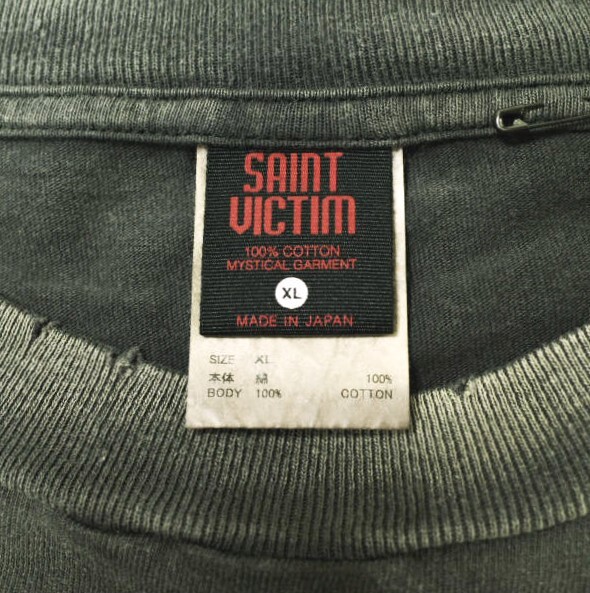 SAINT
VICTIM
100% COTTON
MYSTICAL GARMENT
XL
MADE IN JAPAN
SIZE XL
本体 綿 100%
BODY 100% COTTON